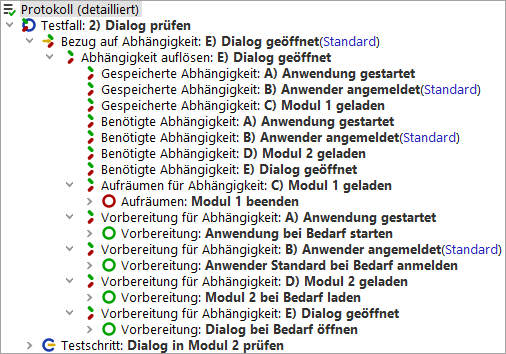 Protokoll (detailliert)
Testfall: 2) Dialog prüfen
Bezug auf Abhängigkeit: E) Dialog geöffnet(Standard)
Abhängigkeit auflösen: E) Dialog geöffnet
Gespeicherte Abhängigkeit: A) Anwendung gestartet
Gespeicherte Abhängigkeit: B) Anwender angemeldet(Standard)
Gespeicherte Abhängigkeit: C) Modul 1 geladen
Benötigte Abhängigkeit: A) Anwendung gestartet
Benötigte Abhängigkeit: B) Anwender angemeldet(Standard)
Benötigte Abhängigkeit: D) Modul 2 geladen
Benötigte Abhängigkeit: E) Dialog geöffnet
Aufräumen für Abhängigkeit: C) Modul 1 geladen
Aufräumen: Modul 1 beenden
Vorbereitung für Abhängigkeit: A) Anwendung gestartet
Vorbereitung: Anwendung bei Bedarf starten
Vorbereitung für Abhängigkeit: B) Anwender angemeldet(Standard)
Vorbereitung: Anwender Standard bei Bedarf anmelden
Vorbereitung für Abhängigkeit: D) Modul 2 geladen
Vorbereitung: Modul 2 bei Bedarf laden
Vorbereitung für Abhängigkeit: E) Dialog geöffnet
Vorbereitung: Dialog bei Bedarf öffnen
Testschritt: Dialog in Modul 2 prüfen